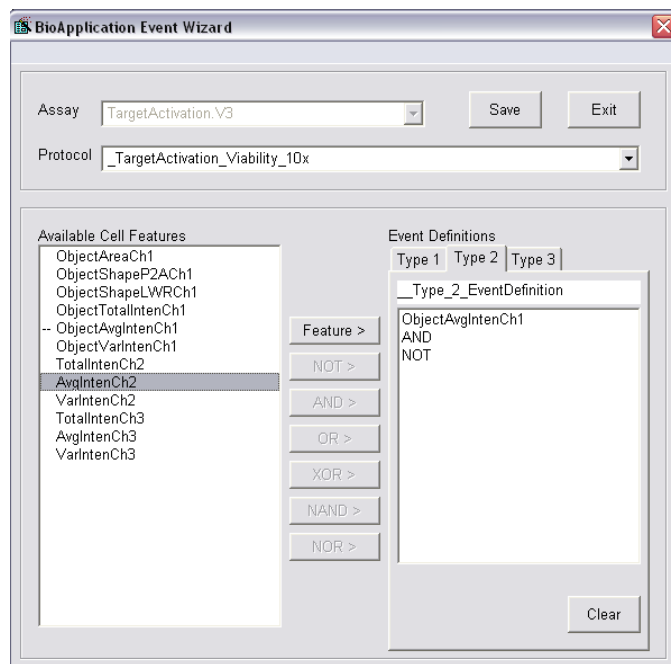 BioApplication Event Wizard
Assay TargetActivation.V3 Save Exit
Protocol _TargetActivation_Viability_10x
Available Cell Features
ObjectAreaCh1
ObjectShapeP2ACh1
ObjectShapeLWRCh1
ObjectTotalIntenCh1
-- ObjectAvgIntenCh1
ObjectVarIntenCh1
TotalIntenCh2
AvgIntenCh2
VarIntenCh2
TotalIntenCh3
AvgIntenCh3
VarIntenCh3
Feature >
NOT >
AND >
OR >
XOR >
NAND >
NOR >
Event Definitions
Type 1 Type 2 Type 3
__Type_2_EventDefinition
ObjectAvgIntenCh1
AND
NOT
Clear